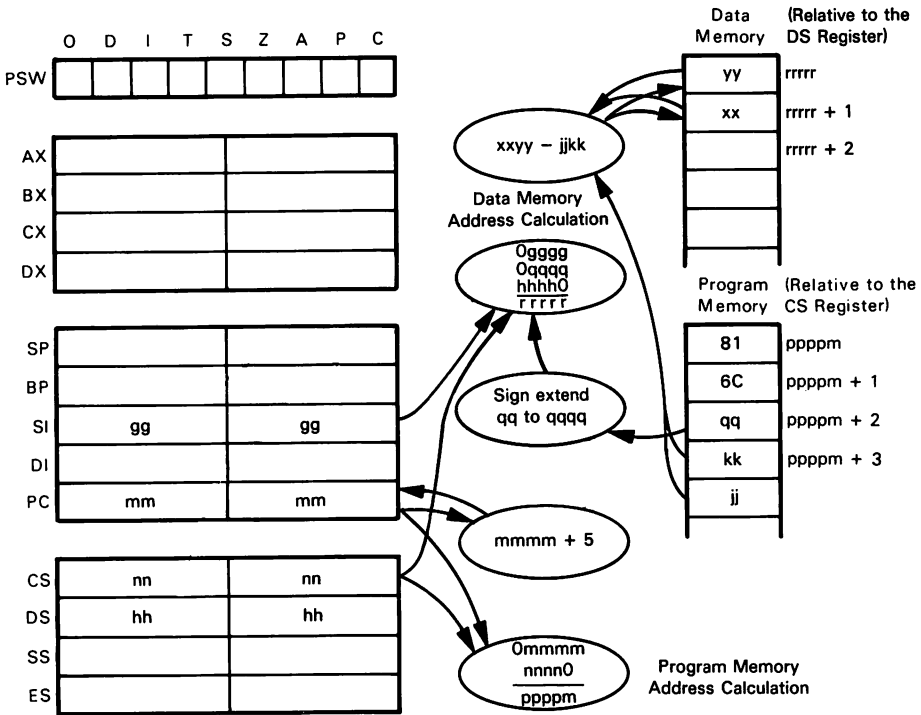 O D I T S Z A P C
PSW
AX
BX
CX
DX
SP
BP
SI gg gg
DI
PC mm mm
CS nn nn
DS hh hh
SS
ES
xxyy – jjkk
Data Memory
Address Calculation
0gggg
0qqqq
hhhh0
rrrrr
Sign extend
qq to qqqq
mmmm + 5
0mmmm
nnnn0
ppppm
Program Memory
Address Calculation
Data
Memory
(Relative to the
DS Register)
yy rrrrr
xx rrrrr + 1
rrrrr + 2
Program
Memory
(Relative to the
CS Register)
81 ppppm
6C ppppm + 1
qq ppppm + 2
kk ppppm + 3
jj